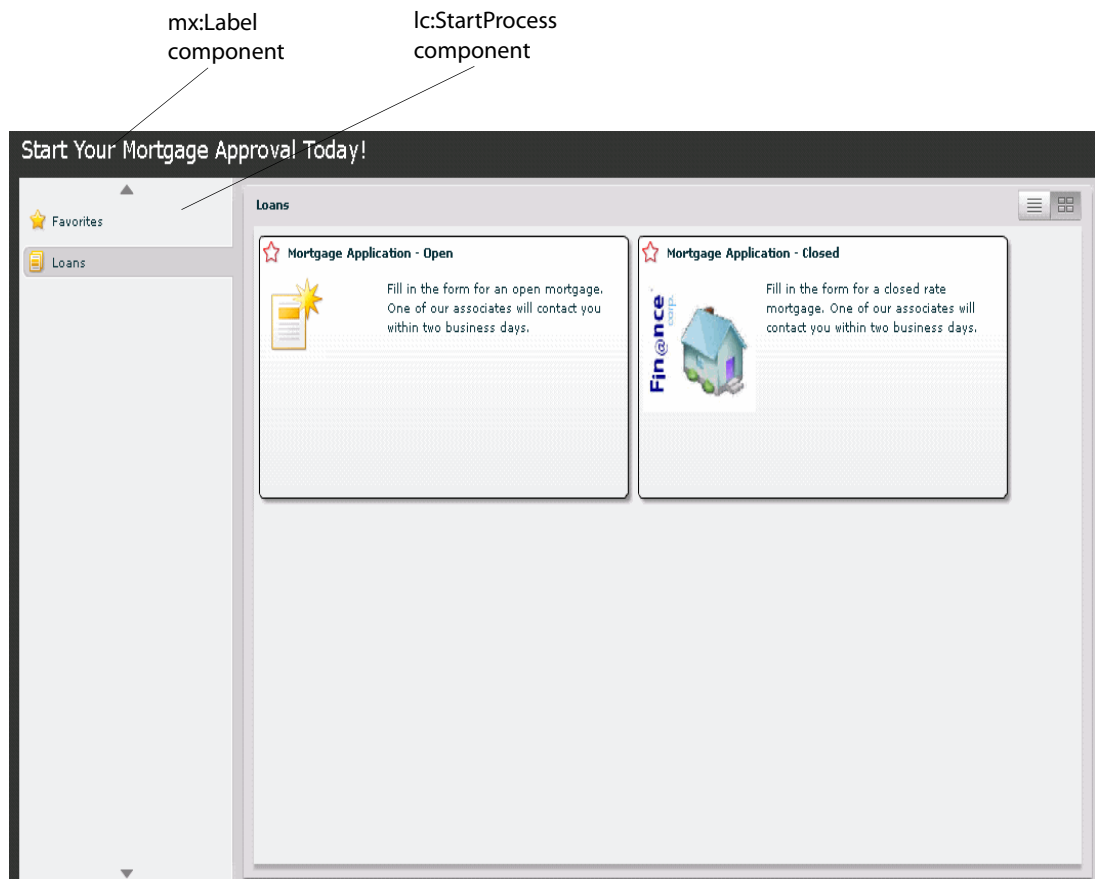 mx:Label
component
lc:StartProcess
component
Start Your Mortgage Approval Today!
Favorites
Loans
Loans
Mortgage Application - Open
Fill in the form for an open mortgage.
One of our associates will contact you
within two business days.
Mortgage Application - Closed
Fin@nce
corp.
Fill in the form for a closed rate
mortgage. One of our associates will
contact you within two business days.